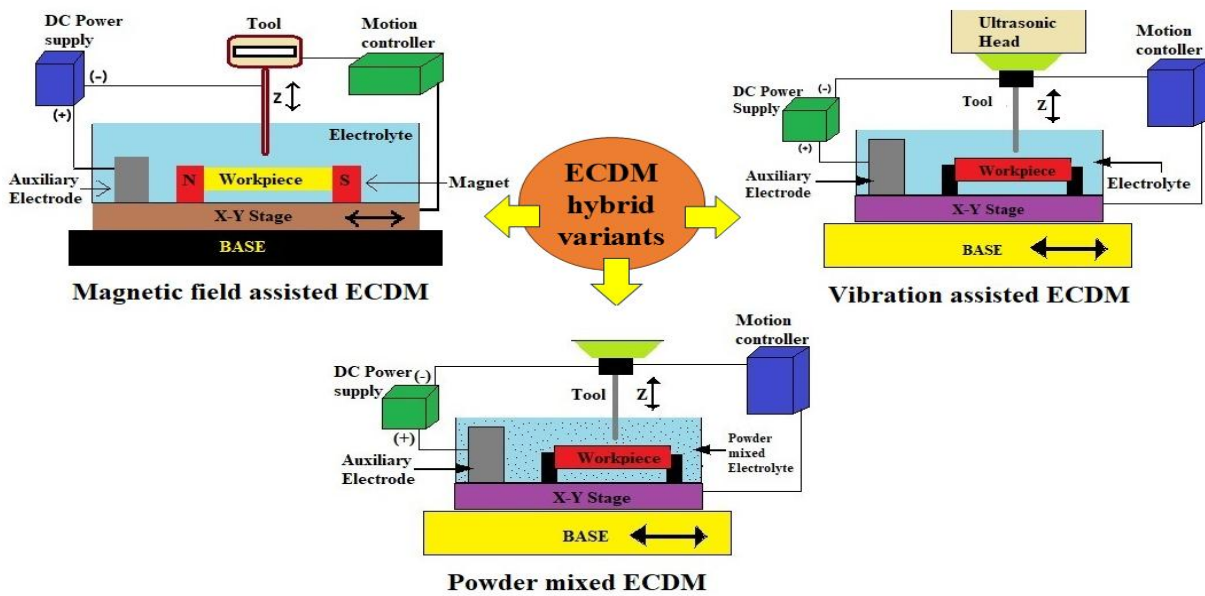 DC Power
supply
(-)
(+)
Tool
Motion
controller
Z
Electrolyte
Auxiliary
Electrode
N
Workpiece
S
Magnet
X-Y Stage
BASE
Magnetic field assisted ECDM
ECDM
hybrid
variants
Ultrasonic
Head
Motion
contoller
(-)
DC Power
Supply
(+)
Tool
Z
Workpiece
Auxiliary
Electrode
Electrolyte
X-Y Stage
BASE
Vibration assisted ECDM
Motion
controller
DC Power
supply
(-)
(+)
Tool
Z
Powder
mixed
Electrolyte
Workpiece
Auxiliary
Electrode
X-Y Stage
BASE
Powder mixed ECDM